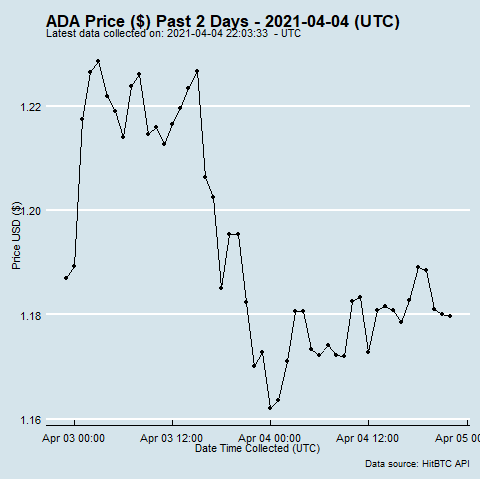 ADA Price ($) Past 2 Days - 2021-04-04 (UTC)
Latest data collected on: 2021-04-04 22:03:33 - UTC
1.22
1.20
1.18
1.16
Price USD ($)
Apr 03 00:00
Apr 03 12:00
Apr 04 00:00
Apr 04 12:00
Apr 05 0
Date Time Collected (UTC)
Data source: HitBTC API